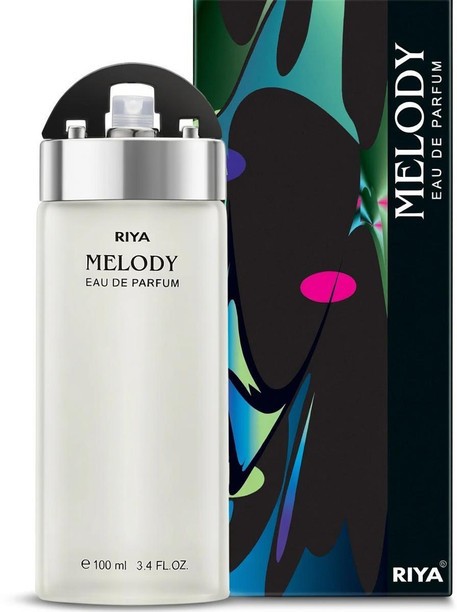 RIYA
MELODY
EAU DE PARFUM
℮ 100 ml 3.4 FL.OZ.
MELODY
EAU DE PARFUM
RIYA®